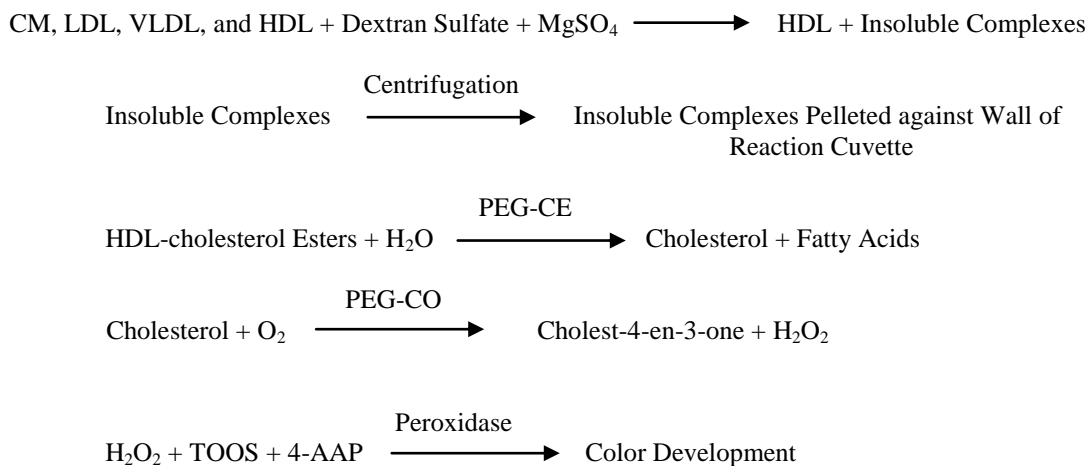 CM, LDL, VLDL, and HDL + Dextran Sulfate + MgSO₄ HDL + Insoluble Complexes
Centrifugation
Insoluble Complexes Insoluble Complexes Pelleted against Wall of
Reaction Cuvette
PEG-CE
HDL-cholesterol Esters + H₂O Cholesterol + Fatty Acids
PEG-CO
Cholesterol + O₂ Cholest-4-en-3-one + H₂O₂
Peroxidase
H₂O₂ + TOOS + 4-AAP Color Development